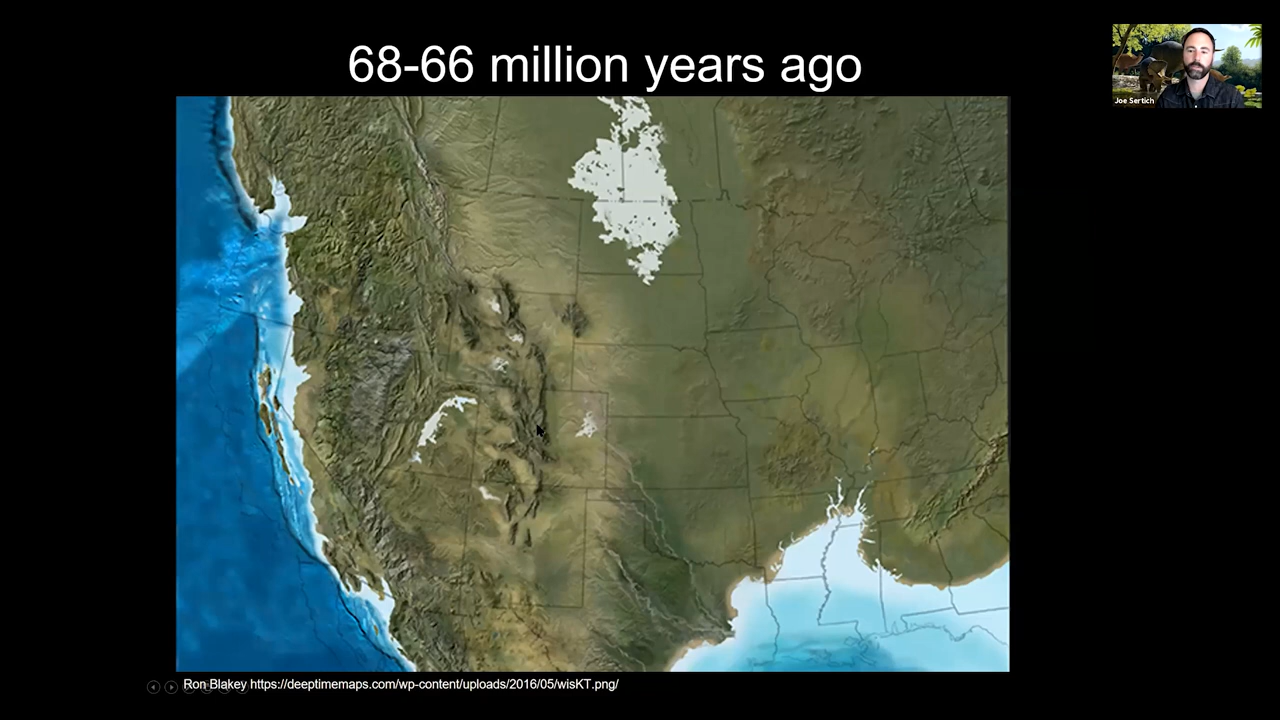 68-66 million years ago
Joe Sertich
Ron Blakey https://deeptimemaps.com/wp-content/uploads/2016/05/wisKT.png/